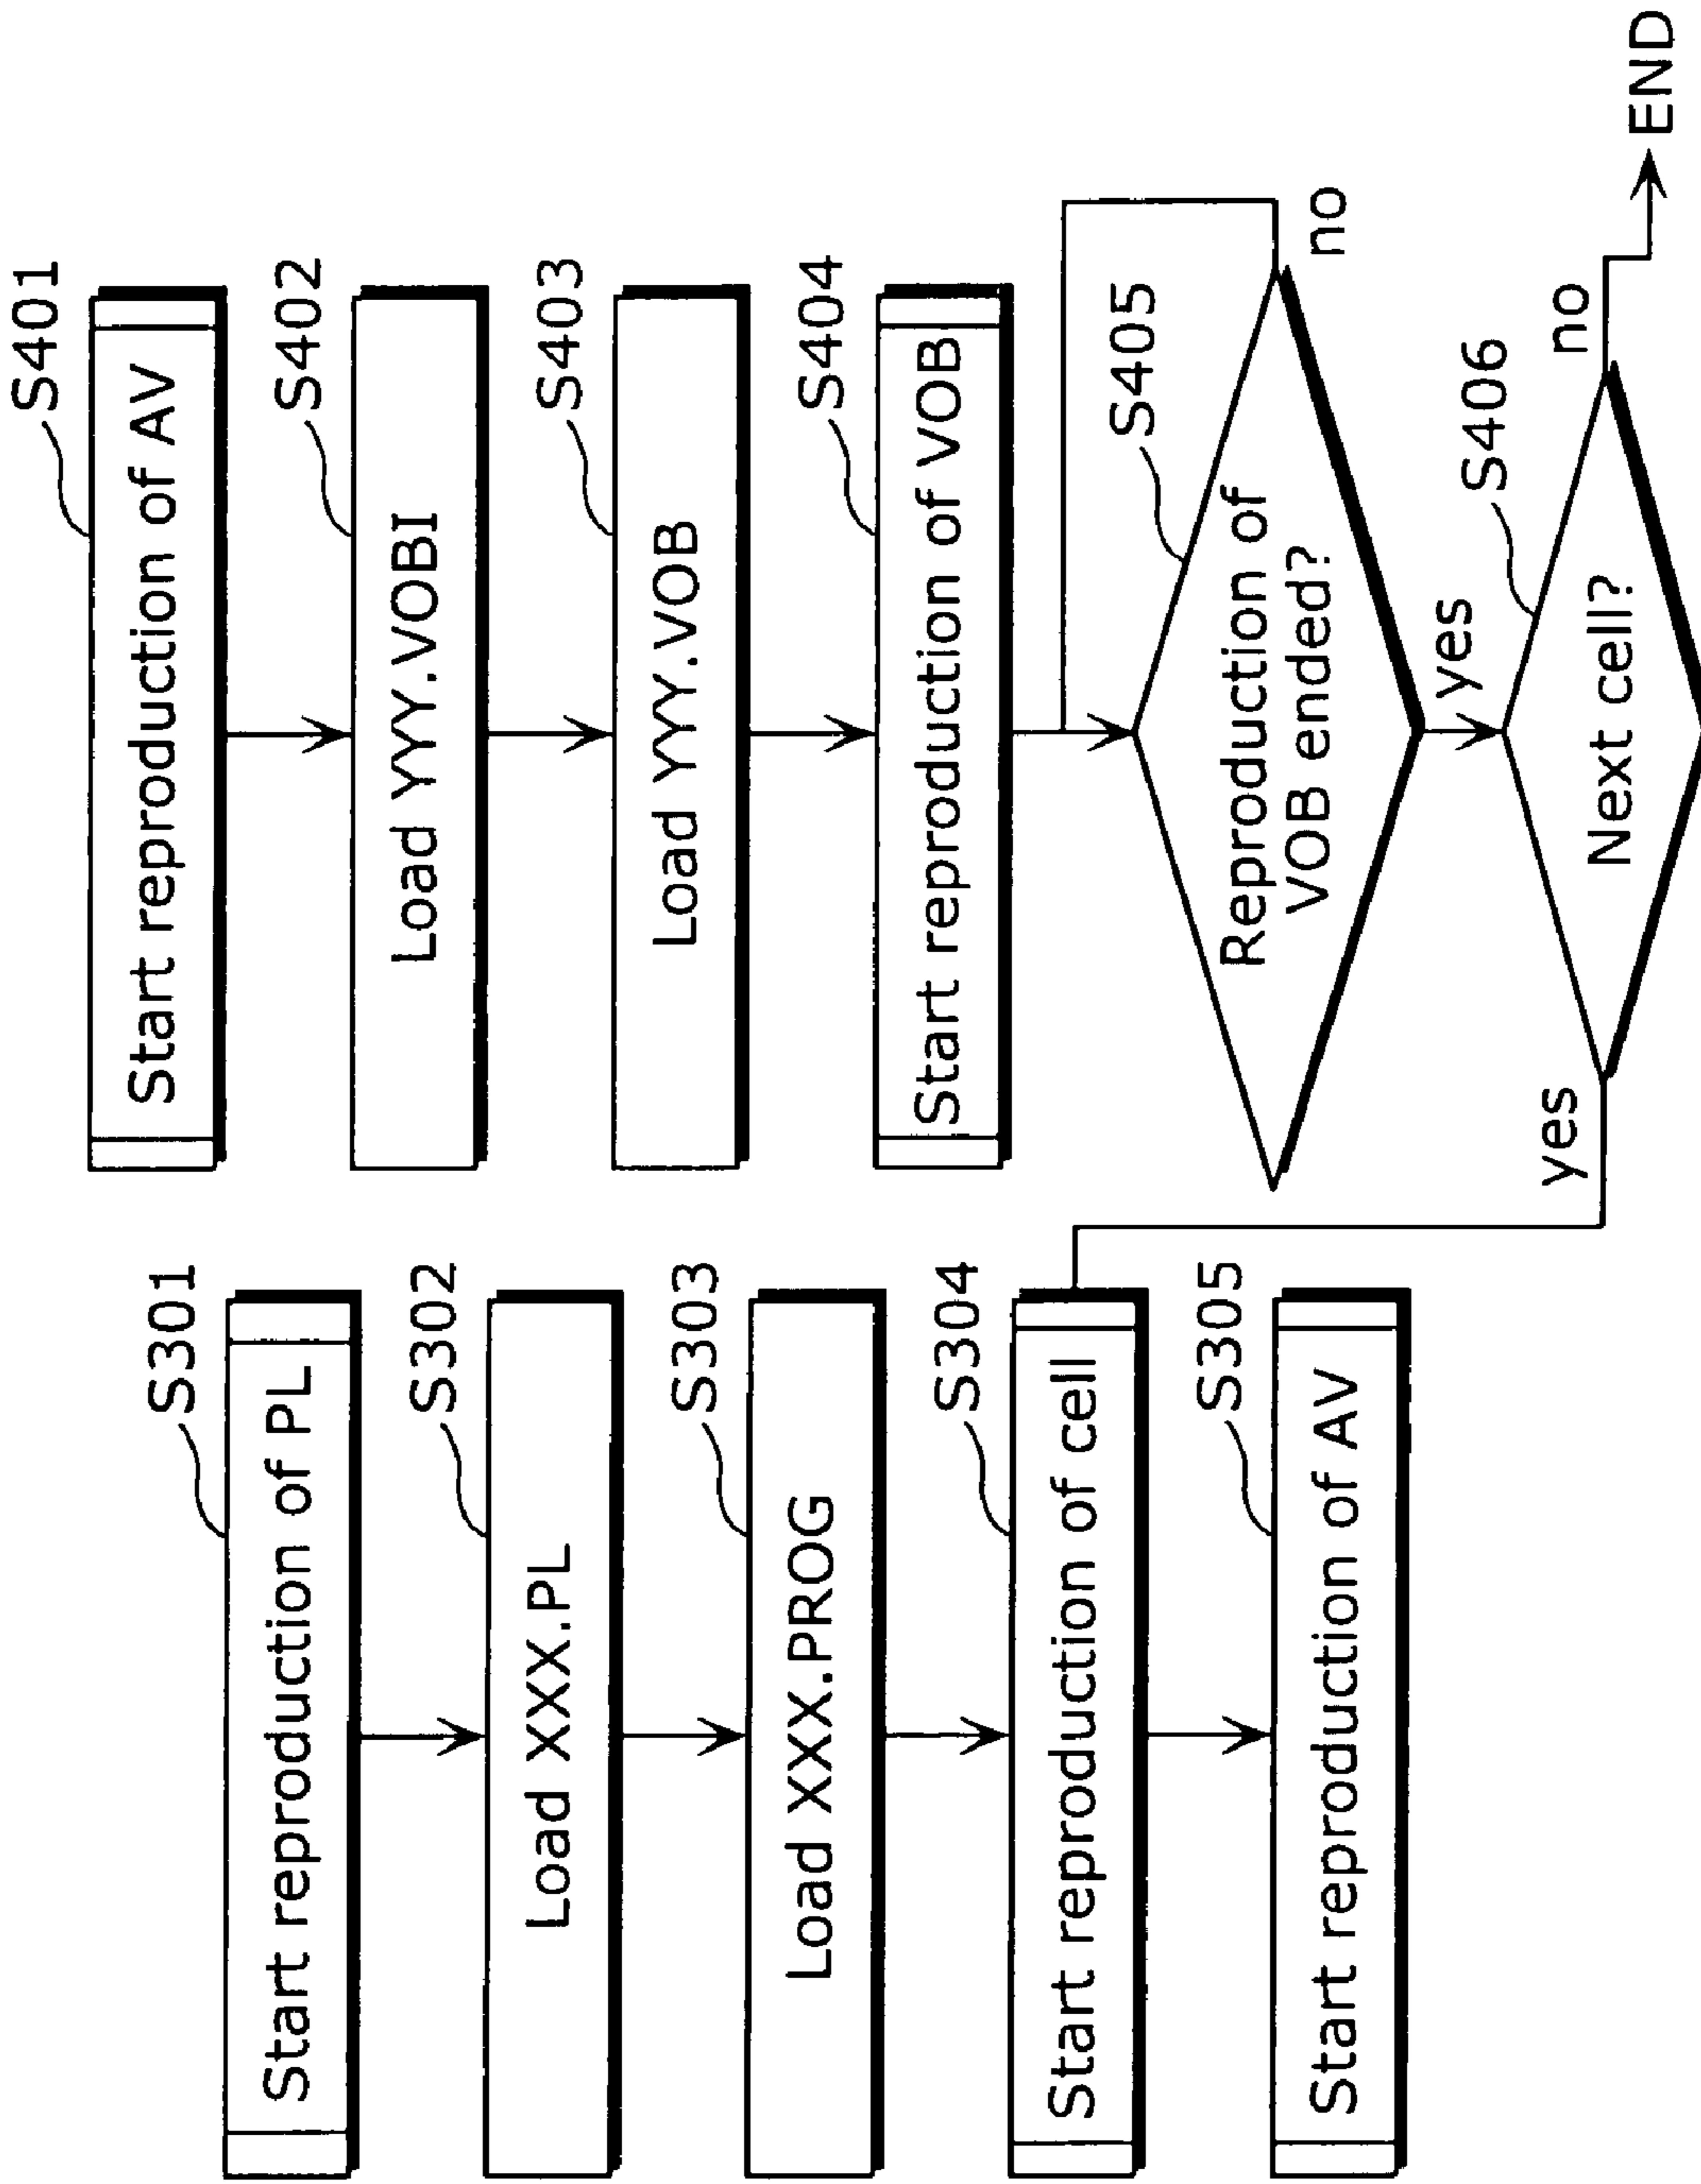 S301
Start reproduction of PL
S302
Load XXX.PL
S303
Load XXX.PROG
S304
Start reproduction of cell
S305
Start reproduction of AV
S401
Start reproduction of AV
S402
Load YYY.VOBI
S403
Load YYY.VOB
S404
Start reproduction of VOB
S405
Reproduction of
VOB ended?
no
yes
S406
Next cell?
yes
no
END